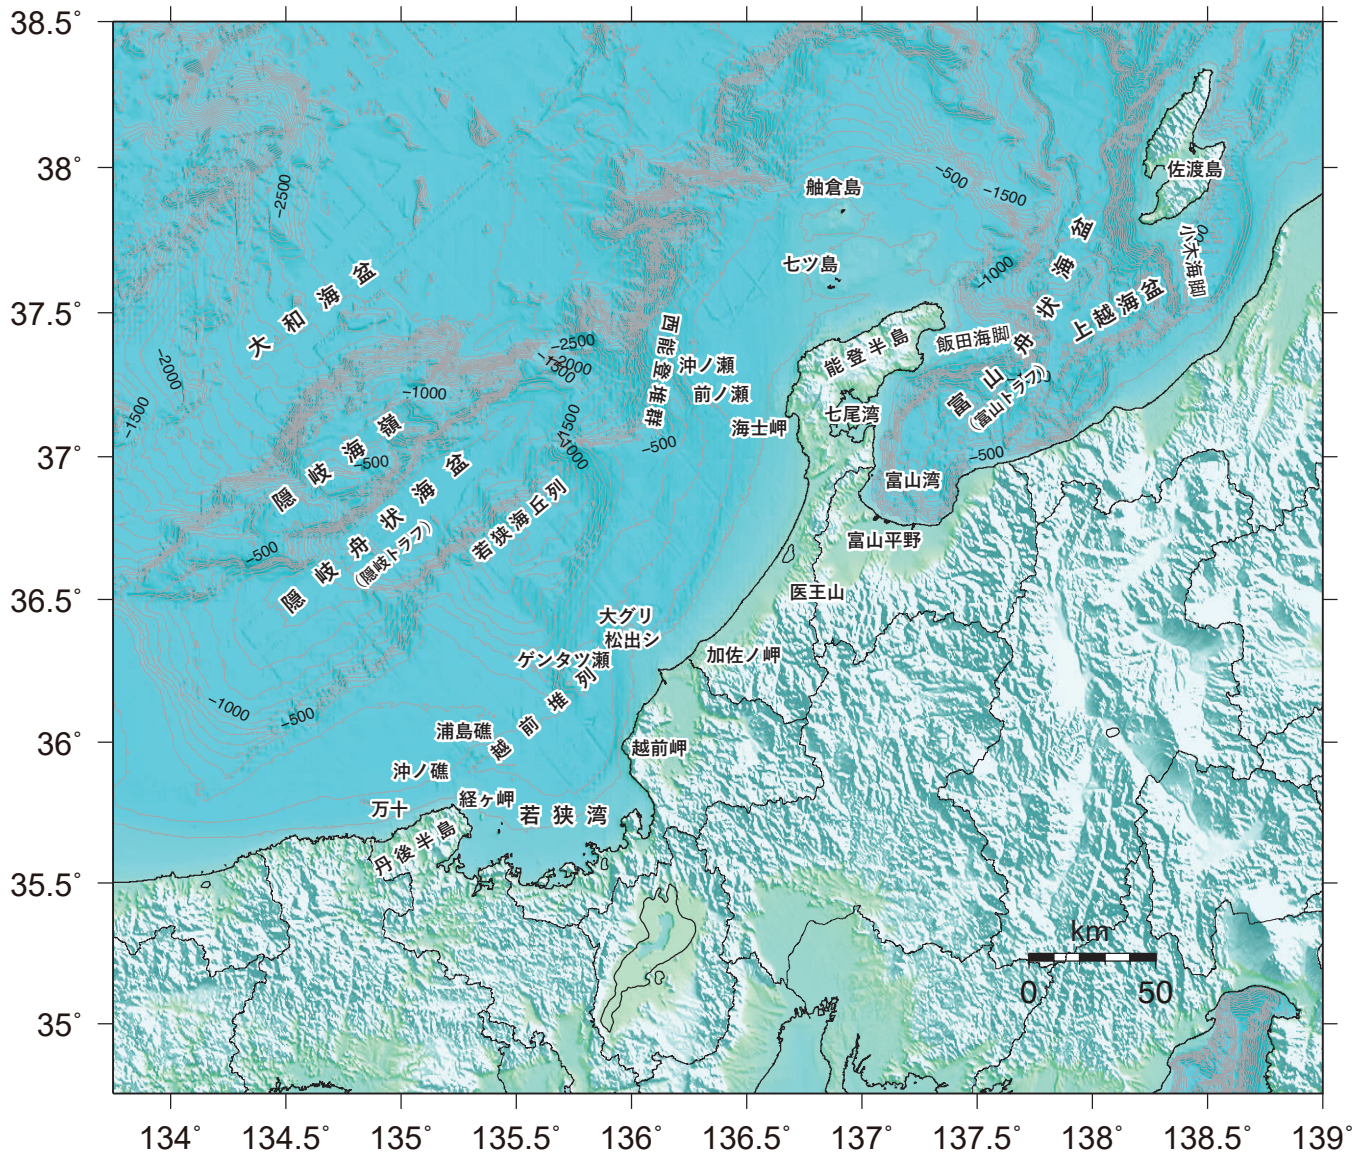 38.5°
38°
37.5°
37°
36.5°
36°
35.5°
35°
134°
134.5°
135°
135.5°
136°
136.5°
137°
137.5°
138°
138.5°
139°
佐渡島
舳倉島
−500
−1500
−2500
小木海脚
七ツ島
−1000
富山舟状海盆
(富山トラフ)
上越海盆
大和海盆
−2000
−1500
−2500
−2000
−1500
西能登堆群
沖ノ瀬
前ノ瀬
能登半島
飯田海脚
七尾湾
海士岬
−1000
−1500
−1000
−500
−500
−500
隠岐海嶺
隠岐舟状海盆
(隠岐トラフ)
若狭海丘列
富山湾
富山平野
−500
医王山
大グリ
松出シ
ゲンタツ瀬
加佐ノ岬
−1000
−500
浦島礁
越前堆列
越前岬
沖ノ礁
万十
経ヶ岬
若狭湾
丹後半島
km
0
50